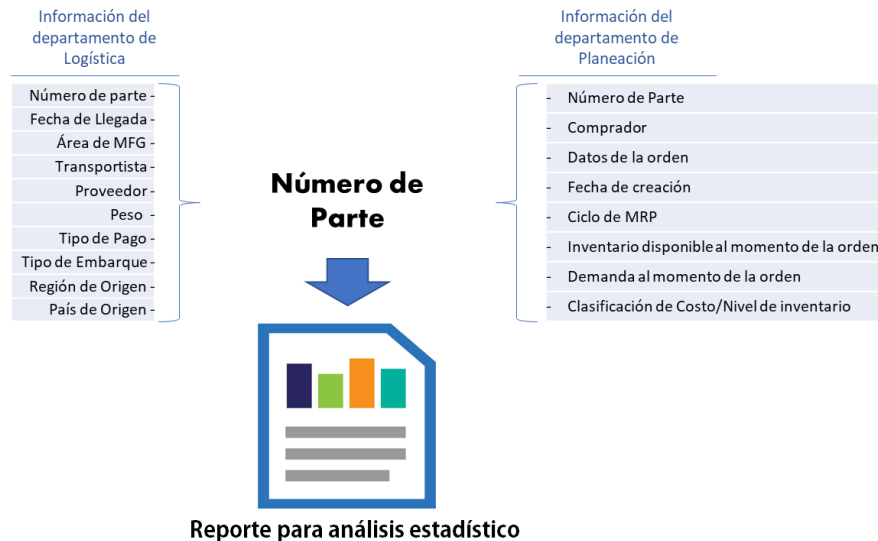 Información del
departamento de
Logística
Número de parte -
Fecha de Llegada -
Área de MFG -
Transportista -
Proveedor -
Peso -
Tipo de Pago -
Tipo de Embarque -
Región de Origen -
País de Origen -
Número de
Parte
Información del
departamento de
Planeación
- Número de Parte
- Comprador
- Datos de la orden
- Fecha de creación
- Ciclo de MRP
- Inventario disponible al momento de la orden
- Demanda al momento de la orden
- Clasificación de Costo/Nivel de inventario
Reporte para análisis estadístico